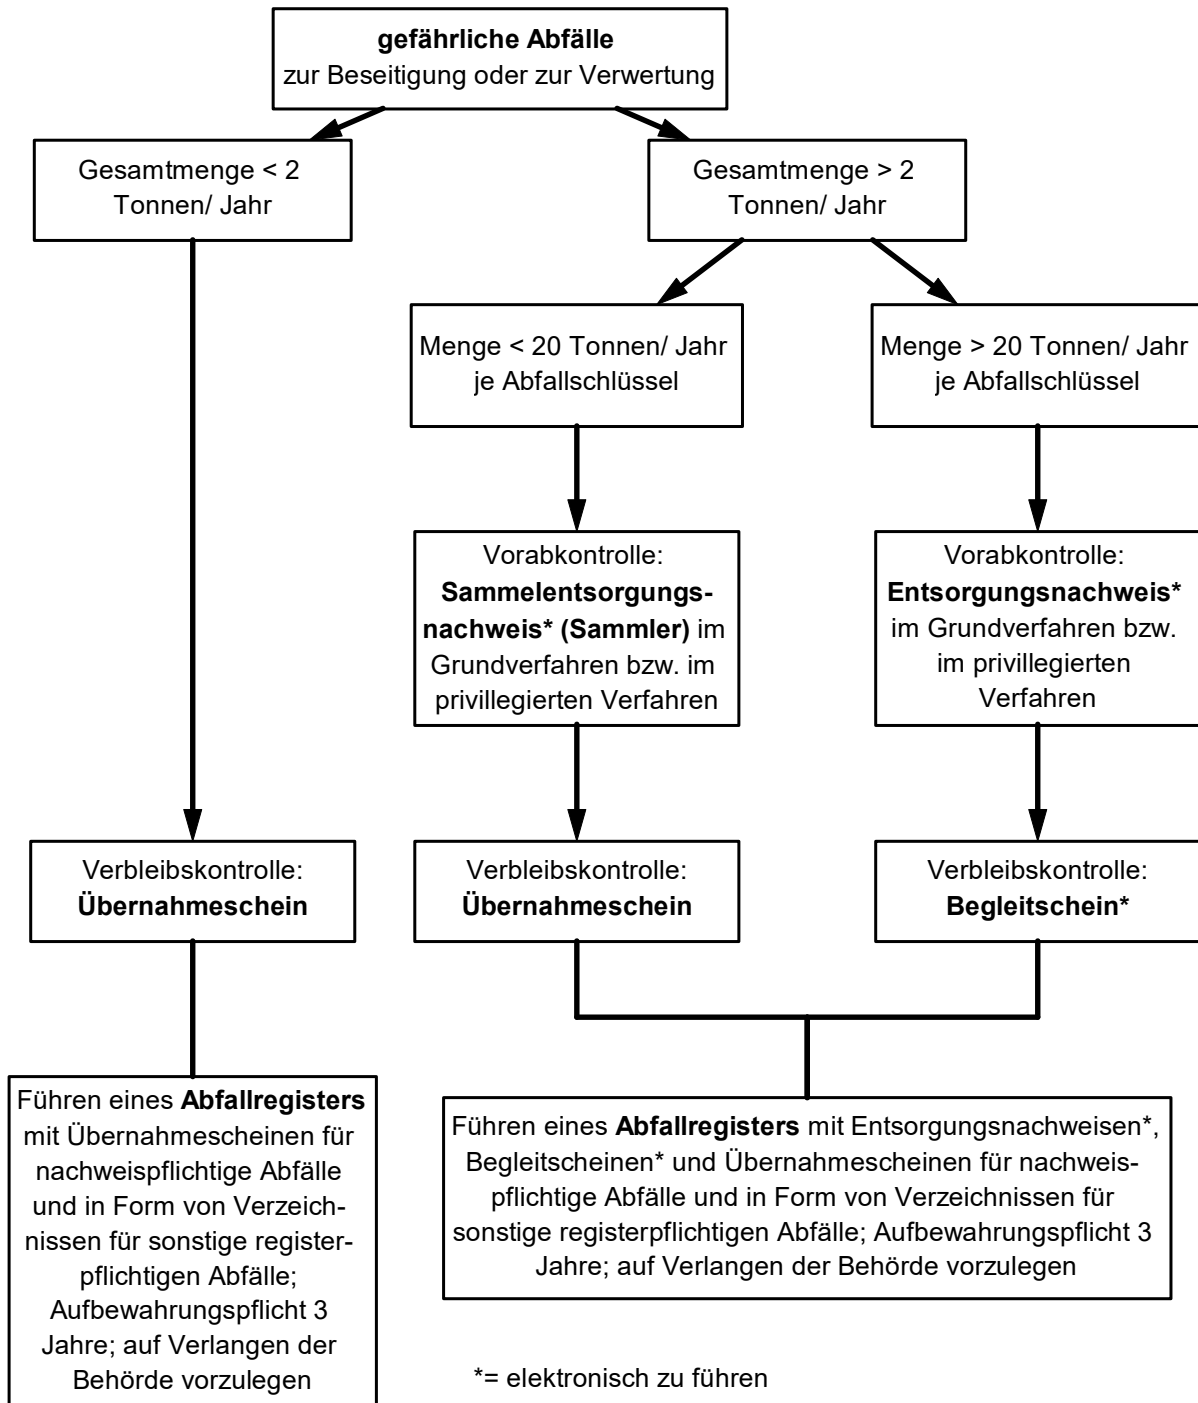 gefährliche Abfälle
zur Beseitigung oder zur Verwertung
Gesamtmenge < 2
Tonnen/ Jahr
Gesamtmenge > 2
Tonnen/ Jahr
Menge < 20 Tonnen/ Jahr
je Abfallschlüssel
Menge > 20 Tonnen/ Jahr
je Abfallschlüssel
Vorabkontrolle:
Sammelentsorgungs-
nachweis* (Sammler) im
Grundverfahren bzw. im
privillegierten Verfahren
Vorabkontrolle:
Entsorgungsnachweis*
im Grundverfahren bzw.
im privillegierten
Verfahren
Verbleibskontrolle:
Übernahmeschein
Verbleibskontrolle:
Übernahmeschein
Verbleibskontrolle:
Begleitschein*
Führen eines Abfallregisters
mit Übernahmescheinen für
nachweispflichtige Abfälle
und in Form von Verzeich-
nissen für sonstige register-
pflichtigen Abfälle;
Aufbewahrungspflicht 3
Jahre; auf Verlangen der
Behörde vorzulegen
Führen eines Abfallregisters mit Entsorgungsnachweisen*,
Begleitscheinen* und Übernahmescheinen für nachweis-
pflichtige Abfälle und in Form von Verzeichnissen für
sonstige registerpflichtigen Abfälle; Aufbewahrungspflicht 3
Jahre; auf Verlangen der Behörde vorzulegen
*= elektronisch zu führen